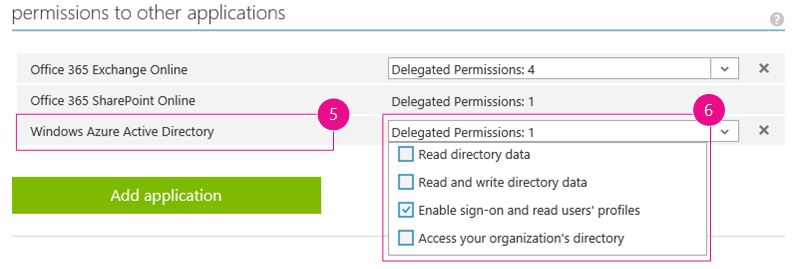 permissions to other applications
?
Office 365 Exchange Online
Delegated Permissions: 4
Office 365 SharePoint Online
Delegated Permissions: 1
5
6
Windows Azure Active Directory
Delegated Permissions: 1
Read directory data
Read and write directory data
Enable sign-on and read users' profiles
Access your organization's directory
Add application